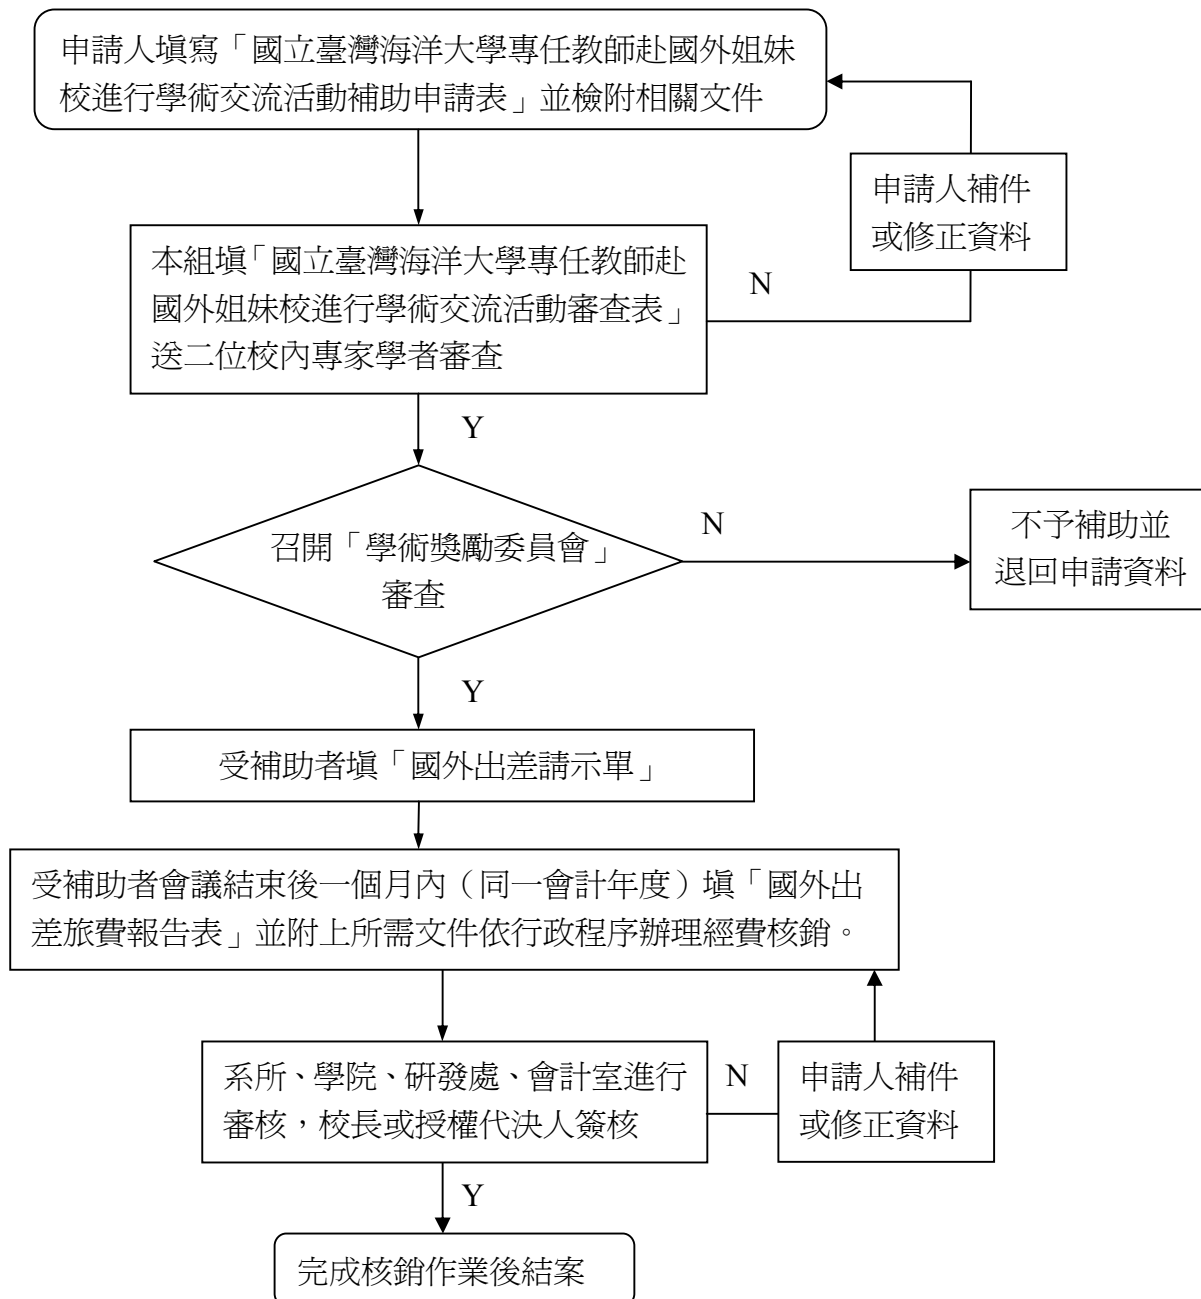 申請人填寫「國立臺灣海洋大學專任教師赴國外姐妹
校進行學術交流活動補助申請表」並檢附相關文件
申請人補件
或修正資料
本組填「國立臺灣海洋大學專任教師赴
國外姐妹校進行學術交流活動審查表」
送二位校內專家學者審查
N
Y
召開「學術獎勵委員會」
審查
N
不予補助並
退回申請資料
Y
受補助者填「國外出差請示單」
受補助者會議結束後一個月內（同一會計年度）填「國外出
差旅費報告表」並附上所需文件依行政程序辦理經費核銷。
系所、學院、研發處、會計室進行
審核，校長或授權代決人簽核
N
申請人補件
或修正資料
Y
完成核銷作業後結案